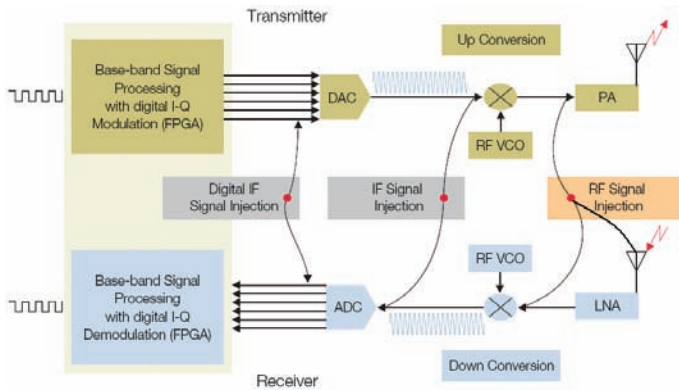 Transmitter
Up Conversion
Base-band Signal
Processing
with digital I-Q
Modulation (FPGA)
DAC
PA
RF VCO
Digital IF
Signal Injection
IF Signal
Injection
RF Signal
Injection
RF VCO
Base-band Signal
Processing
with digital I-Q
Demodulation (FPGA)
ADC
LNA
Down Conversion
Receiver